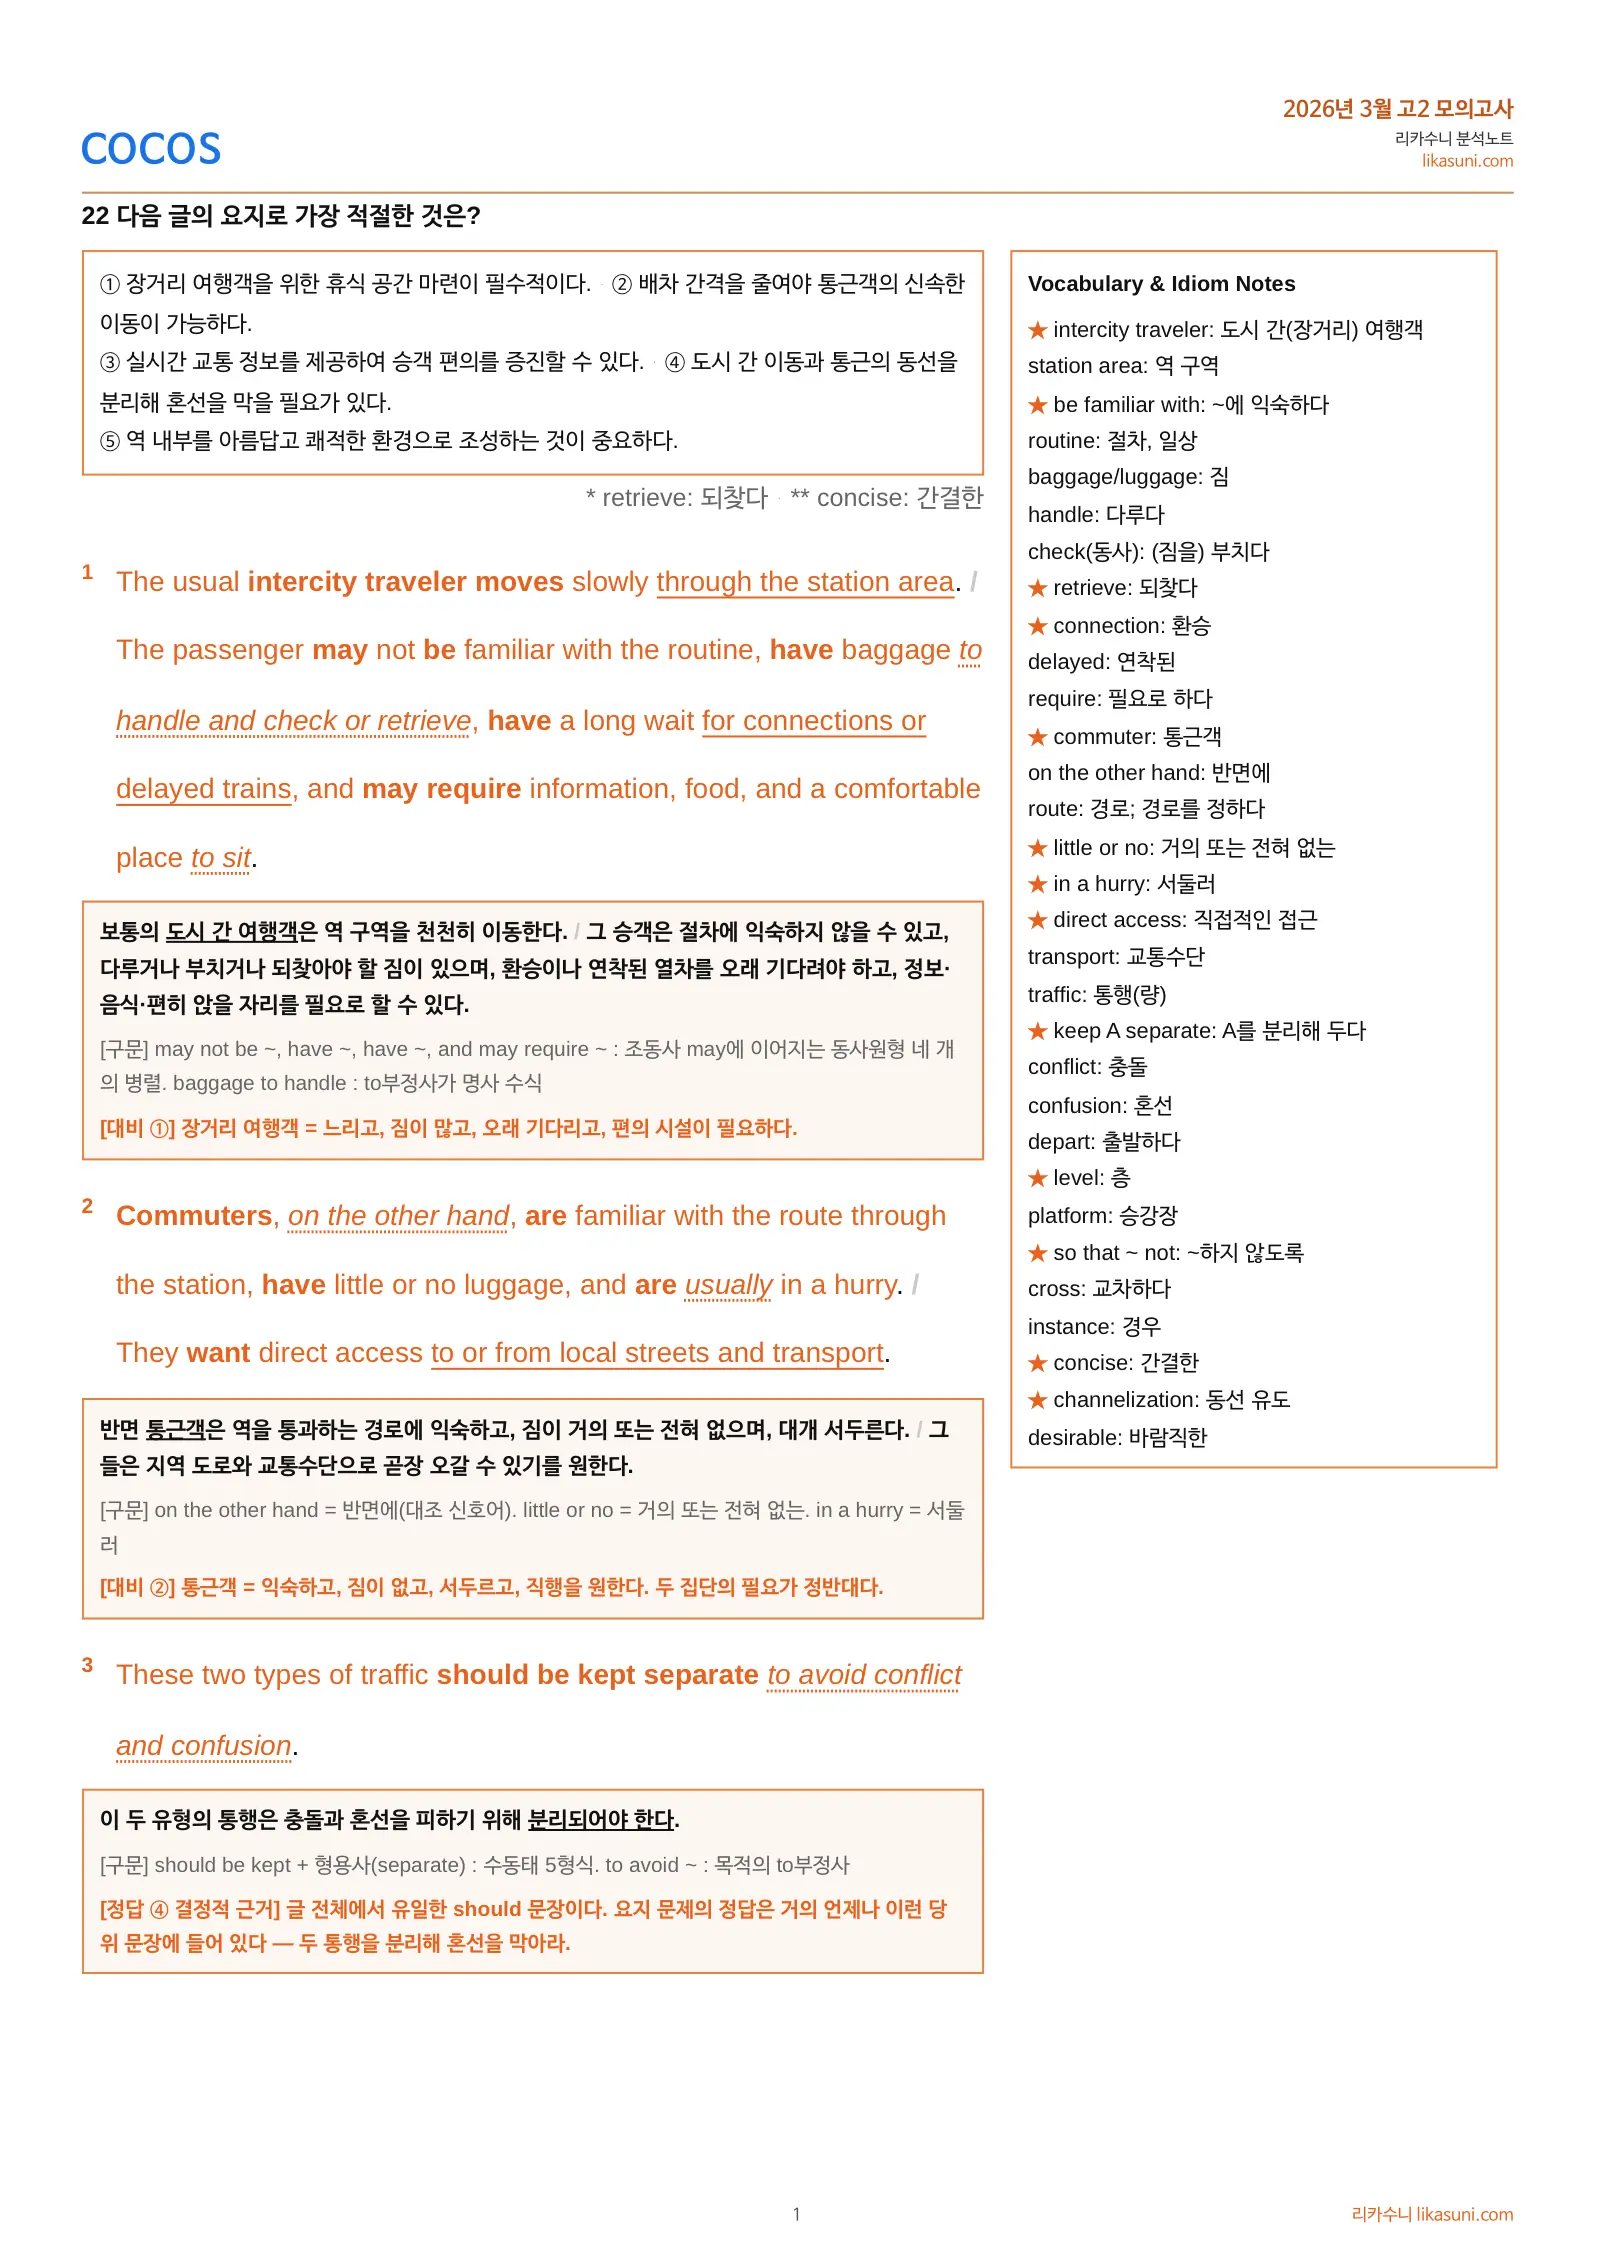 2026년 3월 고2 모의고사
cocos
리카수니 분석노트
likasuni.com
22 다음 글의 요지로 가장 적절한 것은?
① 장거리 여행객을 위한 휴식 공간 마련이 필수적이다. · ② 배차 간격을 줄여야 통근객의 신속한
이동이 가능하다.
③ 실시간 교통 정보를 제공하여 승객 편의를 증진할 수 있다. · ④ 도시 간 이동과 통근의 동선을
분리해 혼선을 막을 필요가 있다.
⑤ 역 내부를 아름답고 쾌적한 환경으로 조성하는 것이 중요하다.
* retrieve: 되찾다 · ** concise: 간결한
1 The usual intercity traveler moves slowly through the station area. /
The passenger may not be familiar with the routine, have baggage to
handle and check or retrieve, have a long wait for connections or
delayed trains, and may require information, food, and a comfortable
place to sit.
보통의 도시 간 여행객은 역 구역을 천천히 이동한다. / 그 승객은 절차에 익숙하지 않을 수 있고,
다루거나 부치거나 되찾아야 할 짐이 있으며, 환승이나 연착된 열차를 오래 기다려야 하고, 정보·
음식·편히 앉을 자리를 필요로 할 수 있다.
[구문] may not be ~, have ~, have ~, and may require ~ : 조동사 may에 이어지는 동사원형 네 개
의 병렬. baggage to handle : to부정사가 명사 수식
[대비 ①] 장거리 여행객 = 느리고, 짐이 많고, 오래 기다리고, 편의 시설이 필요하다.
2 Commuters, on the other hand, are familiar with the route through
the station, have little or no luggage, and are usually in a hurry. /
They want direct access to or from local streets and transport.
반면 통근객은 역을 통과하는 경로에 익숙하고, 짐이 거의 또는 전혀 없으며, 대개 서두른다. / 그
들은 지역 도로와 교통수단으로 곧장 오갈 수 있기를 원한다.
[구문] on the other hand = 반면에(대조 신호어). little or no = 거의 또는 전혀 없는. in a hurry = 서둘
러
[대비 ②] 통근객 = 익숙하고, 짐이 없고, 서두르고, 직행을 원한다. 두 집단의 필요가 정반대다.
3 These two types of traffic should be kept separate to avoid conflict
and confusion.
이 두 유형의 통행은 충돌과 혼선을 피하기 위해 분리되어야 한다.
[구문] should be kept + 형용사(separate) : 수동태 5형식. to avoid ~ : 목적의 to부정사
[정답 ④ 결정적 근거] 글 전체에서 유일한 should 문장이다. 요지 문제의 정답은 거의 언제나 이런 당
위 문장에 들어 있다 — 두 통행을 분리해 혼선을 막아라.
Vocabulary & Idiom Notes
★ intercity traveler: 도시 간(장거리) 여행객
station area: 역 구역
★ be familiar with: ~에 익숙하다
routine: 절차, 일상
baggage/luggage: 짐
handle: 다루다
check(동사): (짐을) 부치다
★ retrieve: 되찾다
★ connection: 환승
delayed: 연착된
require: 필요로 하다
★ commuter: 통근객
on the other hand: 반면에
route: 경로; 경로를 정하다
★ little or no: 거의 또는 전혀 없는
★ in a hurry: 서둘러
★ direct access: 직접적인 접근
transport: 교통수단
traffic: 통행(량)
★ keep A separate: A를 분리해 두다
conflict: 충돌
confusion: 혼선
depart: 출발하다
★ level: 층
platform: 승강장
★ so that ~ not: ~하지 않도록
cross: 교차하다
instance: 경우
★ concise: 간결한
★ channelization: 동선 유도
desirable: 바람직한
1
리카수니 likasuni.com